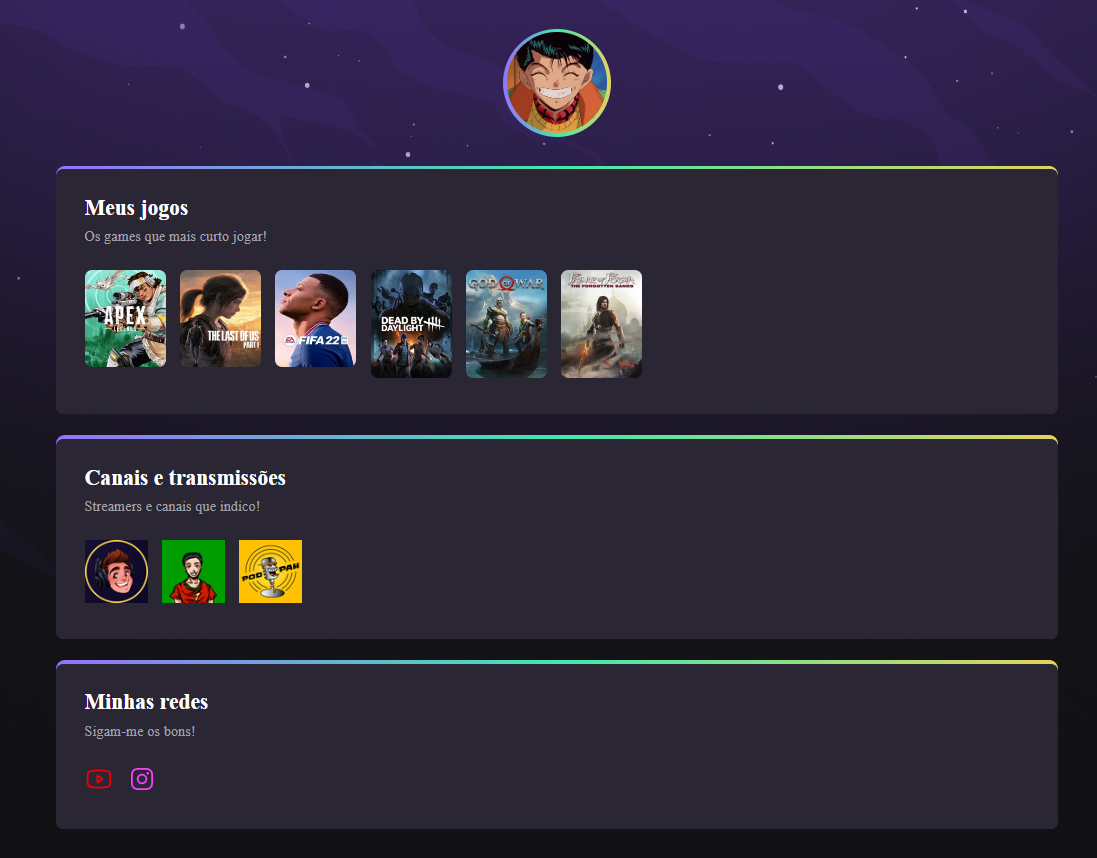 Meus jogos
Os games que mais curto jogar!
APEX
LEGENDS
THE LAST OF US
PART I
FIFA 22
DEAD BY
DAYLIGHT
GOD OF WAR
Prince of Persia
THE FORGOTTEN SANDS
Canais e transmissões
Streamers e canais que indico!
PODPAH
Minhas redes
Sigam-me os bons!